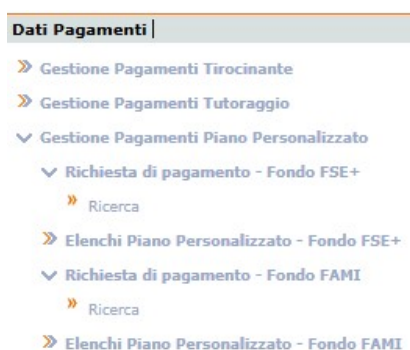 Dati Pagamenti
Gestione Pagamenti Tirocinante
Gestione Pagamenti Tutoraggio
Gestione Pagamenti Piano Personalizzato
Richiesta di pagamento - Fondo FSE+
Ricerca
Elenchi Piano Personalizzato - Fondo FSE+
Richiesta di pagamento - Fondo FAMI
Ricerca
Elenchi Piano Personalizzato - Fondo FAMI